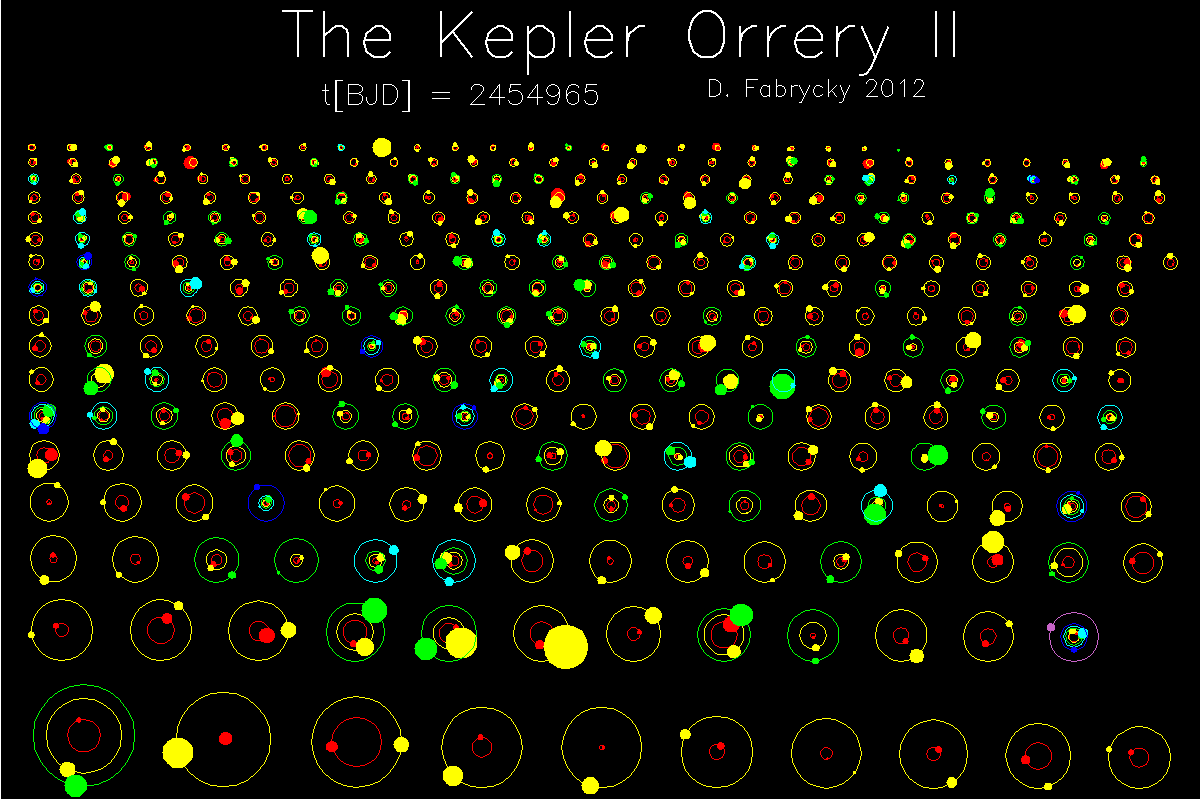 The Kepler Orrery II
t[BJD] = 2454965
D. Fabrycky 2012